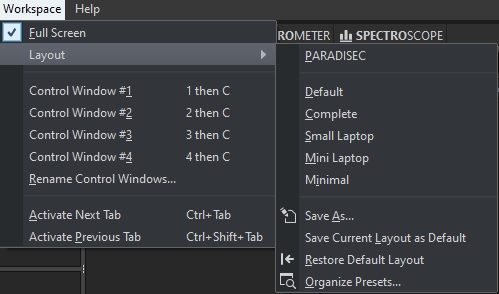 Workspace Help
Full Screen
Layout
Control Window #1 1 then C
Control Window #2 2 then C
Control Window #3 3 then C
Control Window #4 4 then C
Rename Control Windows...
Activate Next Tab Ctrl+Tab
Activate Previous Tab Ctrl+Shift+Tab
ROMETER SPECTROSCOPE
PARADISEC
Default
Complete
Small Laptop
Mini Laptop
Minimal
Save As...
Save Current Layout as Default
Restore Default Layout
Organize Presets...